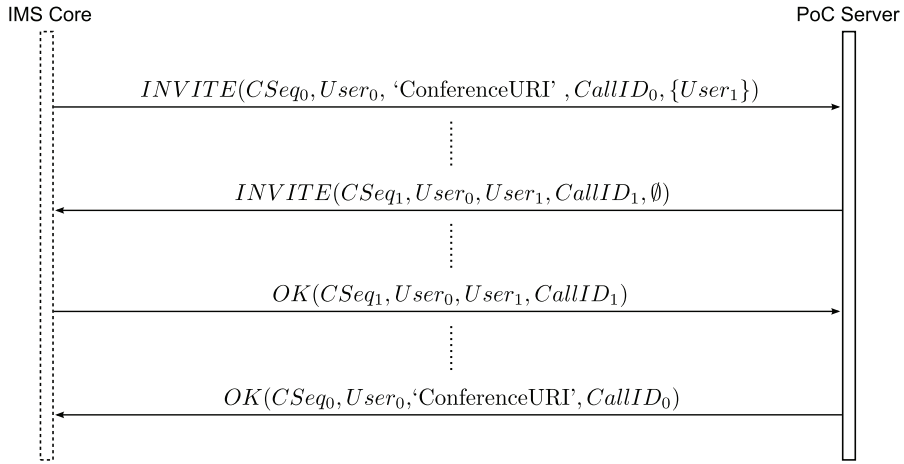 IMS Core
PoC Server
INVITE(CSeq₀, User₀, ‘ConferenceURI’ , CallID₀, {User₁})
INVITE(CSeq₁, User₀, User₁, CallID₁, ∅)
OK(CSeq₁, User₀, User₁, CallID₁)
OK(CSeq₀, User₀,‘ConferenceURI’, CallID₀)